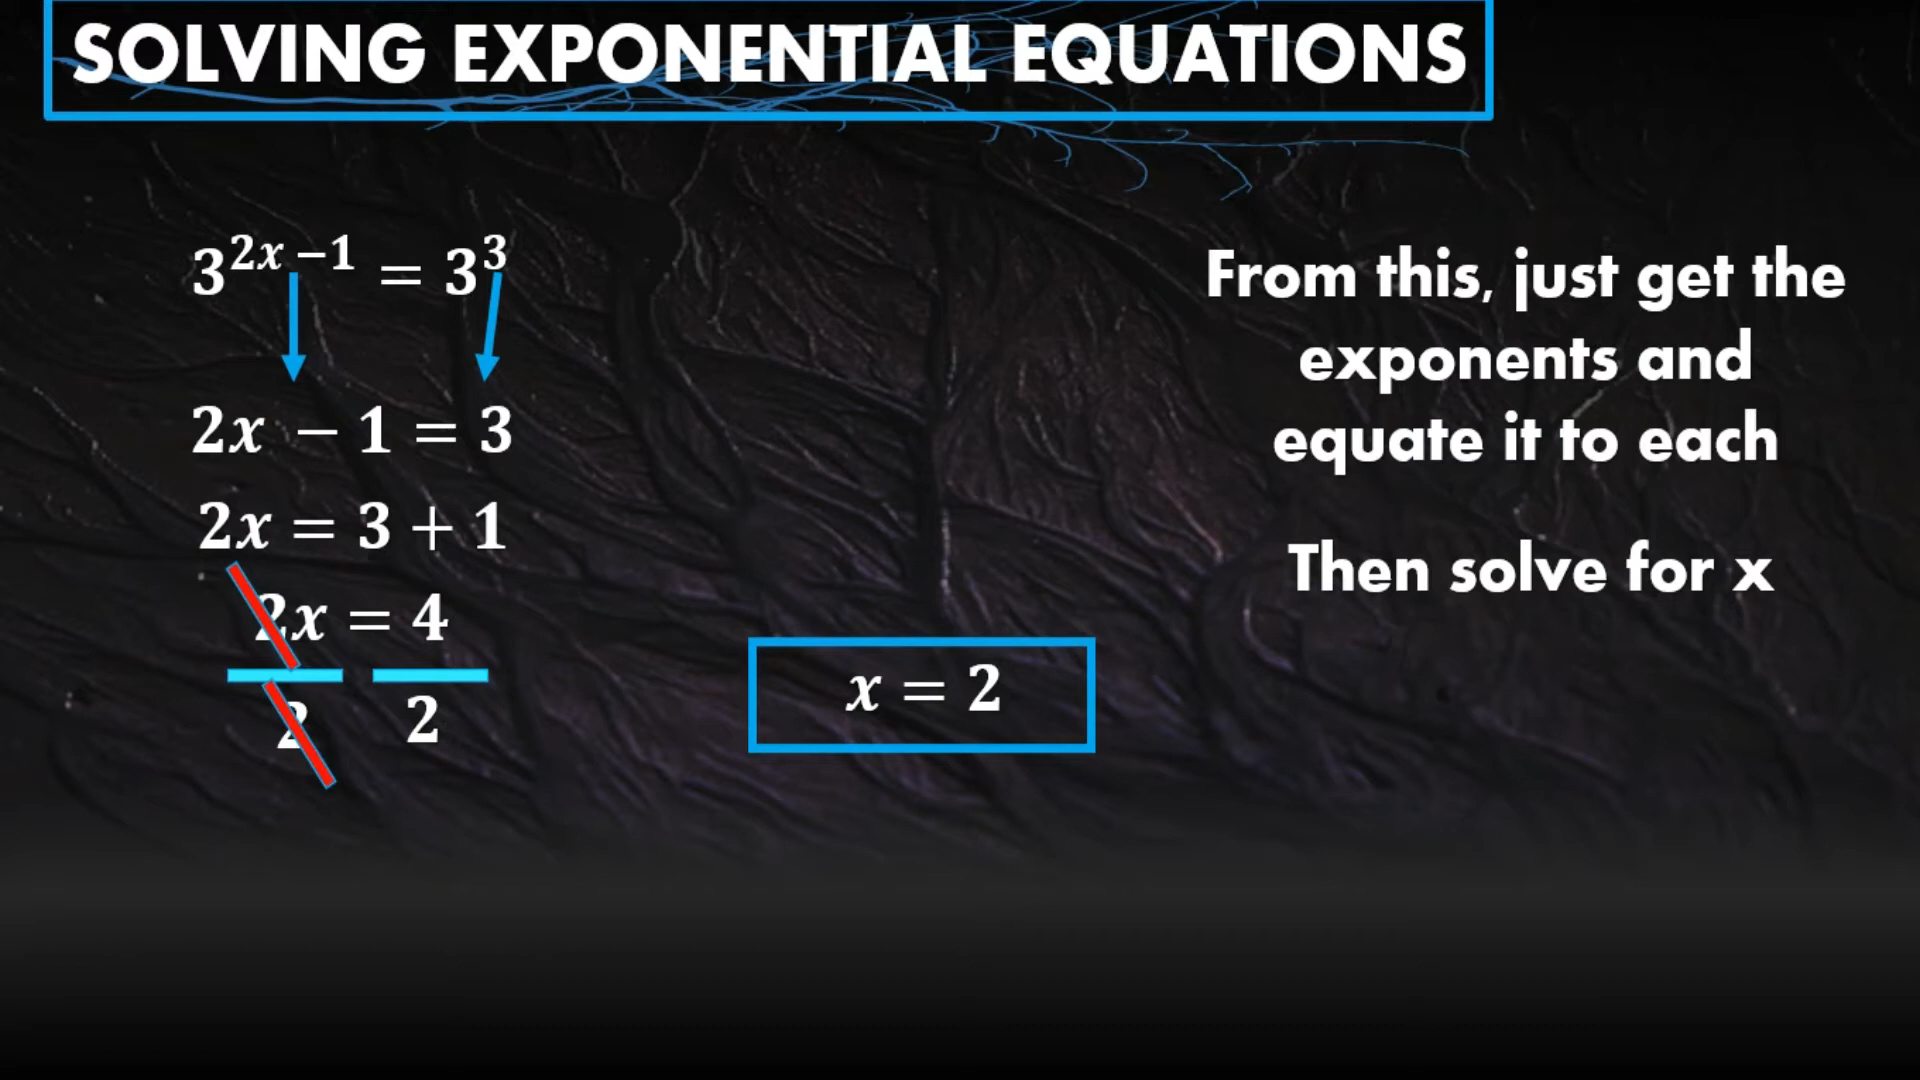 SOLVING EXPONENTIAL EQUATIONS
3^{2x-1} = 3^3
2x − 1 = 3
2x = 3 + 1
2x = 4
2 2
x = 2
From this, just get the
exponents and
equate it to each
Then solve for x